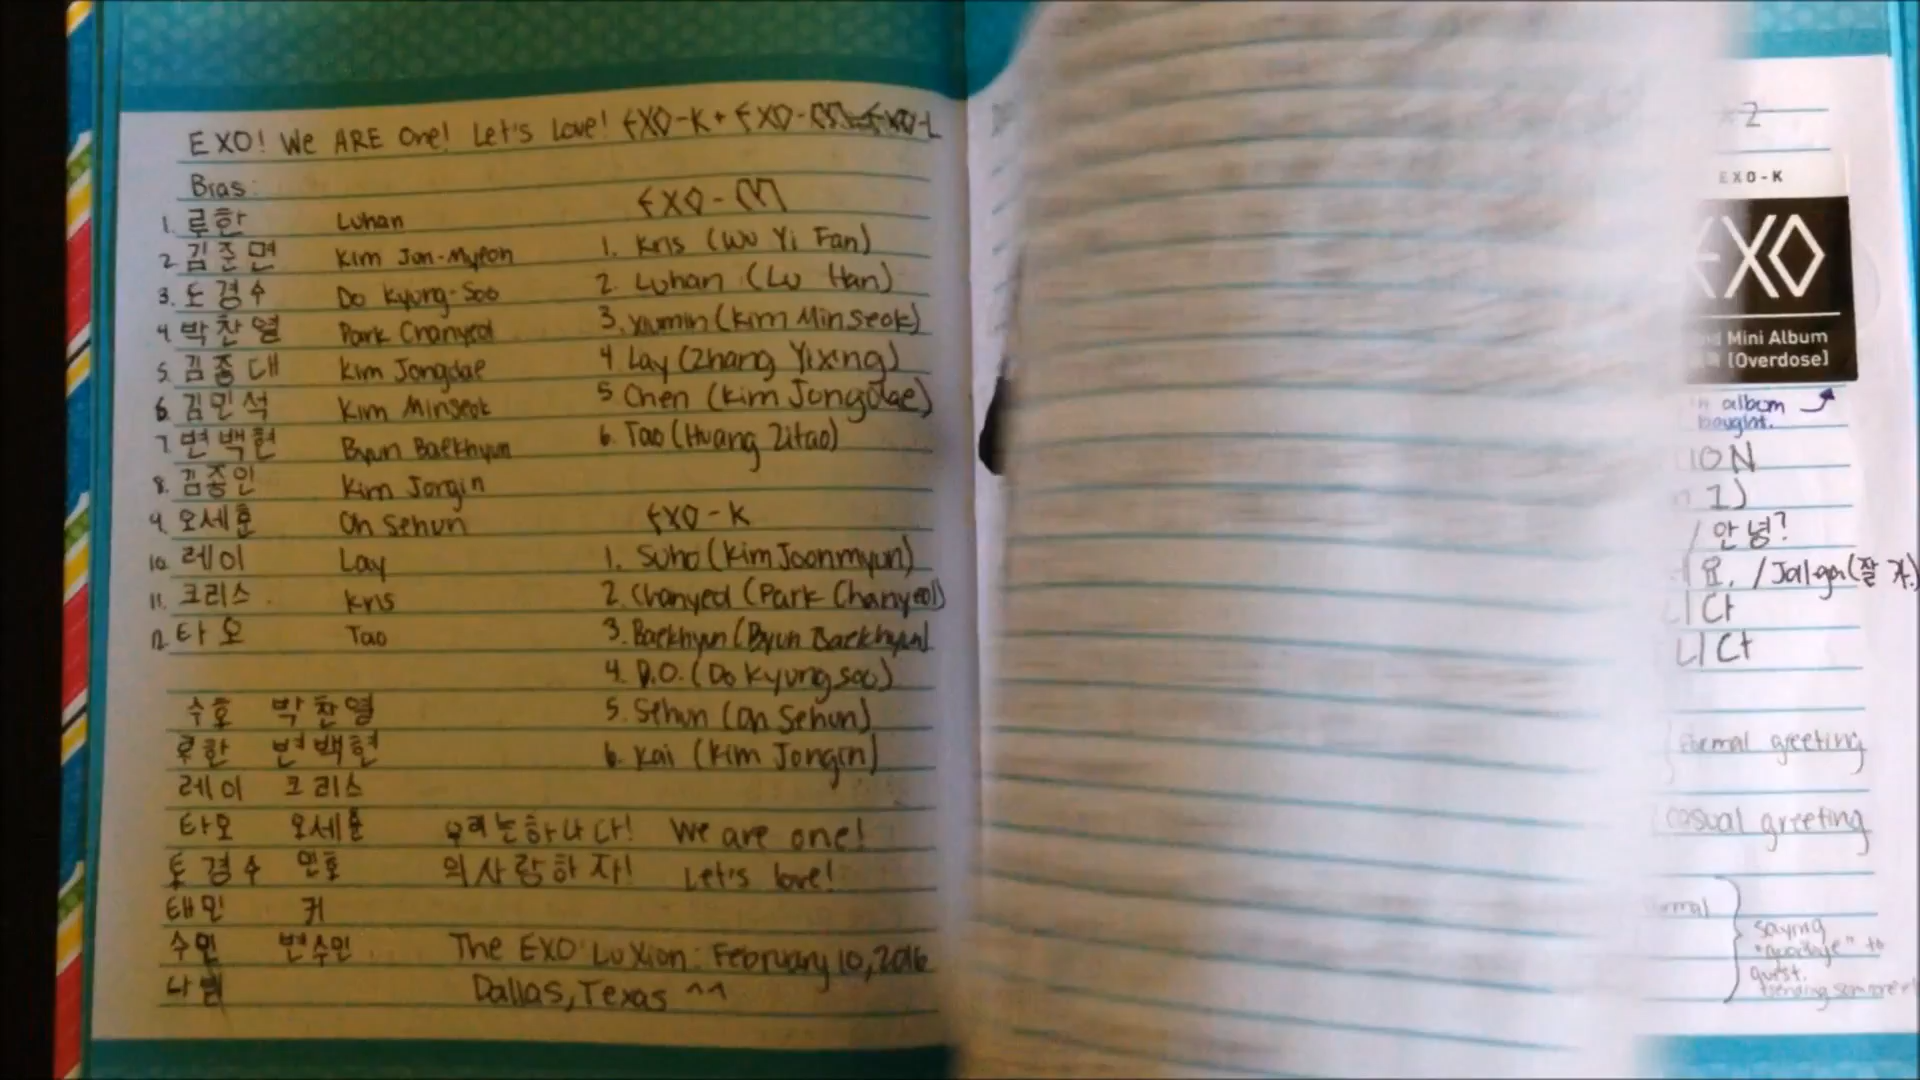 EXO! We ARE One! Let's Love! EXO-K + EXO-M = EXO-L
Bias:
1. 루한 Luhan
2. 김준면 Kim Jun-Myeon
3. 도경수 Do Kyung-Soo
4. 박찬열 Park Chanyeol
5. 김종대 Kim Jongdae
6. 김민석 Kim Minseok
7. 변백현 Byun Baekhyun
8. 김종인 Kim Jongin
9. 오세훈 Oh Sehun
10. 레이 Lay
11. 크리스 Kris
12. 타오 Tao
수호 박찬열
루한 변백현
레이 크리스
타오 오세훈
도경수 민호
태민 키
수민 변수민
EXO-M
1. Kris (Wu Yi Fan)
2. Luhan (Lu Han)
3. Xiumin (Kim Minseok)
4 Lay (Zhang Yixing)
5 Chen (Kim Jongdae)
6. Tao (Huang Zitao)
EXO-K
1. Suho (Kim Joonmyun)
2. Chanyeol (Park Chanyeol)
3. Baekhyun (Byun Baekhyun)
4. D.O. (Do Kyungsoo)
5. Sehun (Oh Sehun)
6. Kai (Kim Jongin)
우리는하나다! We are one!
의사랑하자! Let's love!
The EXO'LuXion: February 10, 2016
Dallas, Texas ^^
EXO-K
EXO
Mini Album
[Overdose]
album
bought.
ION
/ 안녕?
요. / Jalga (잘 가.)
니다
니다
formal greeting
casual greeting
saying
"goodbye" to
guest.